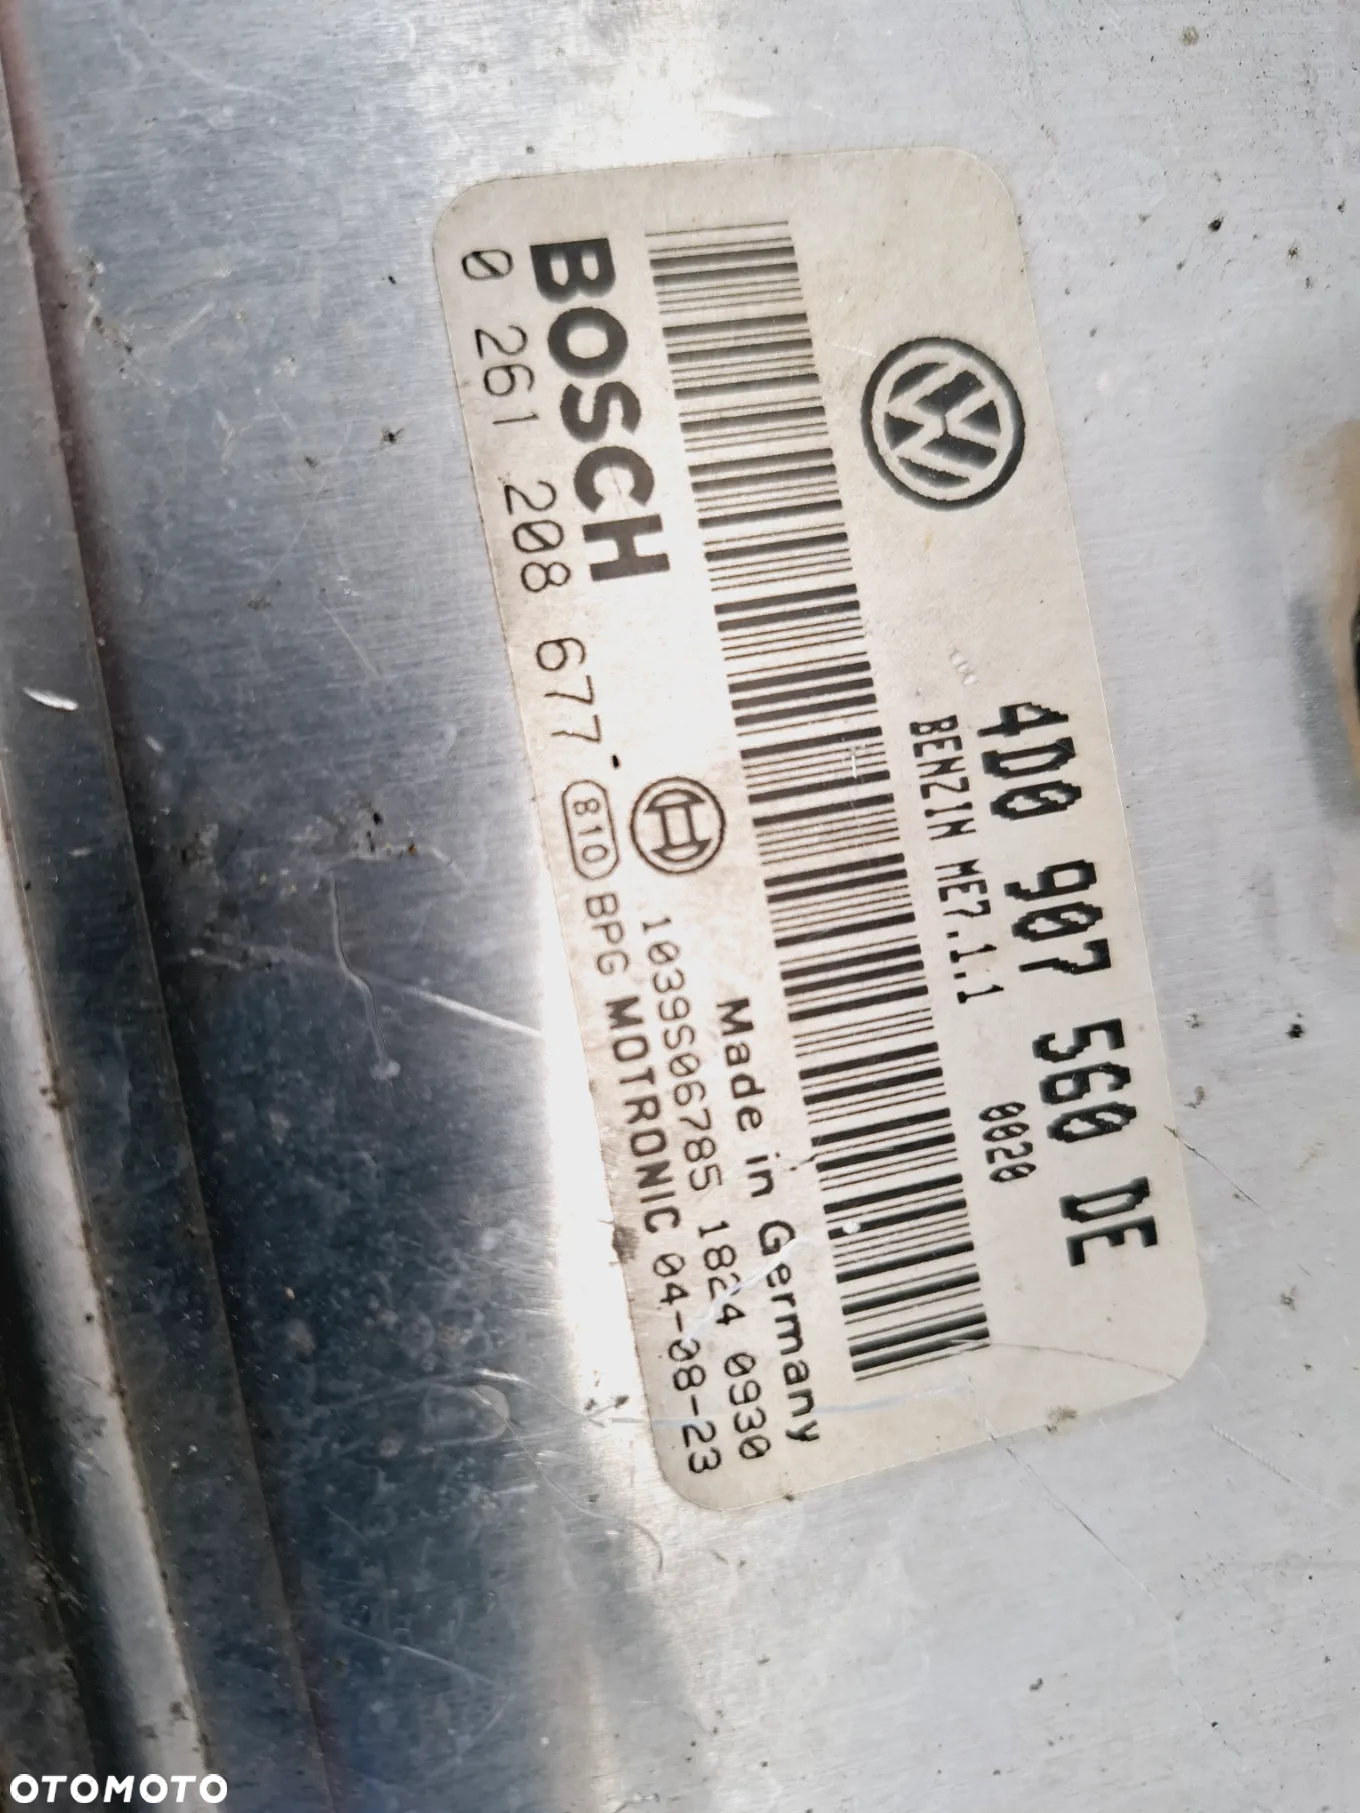 4D0 907 560 DE
BENZIN ME7.1.1 0020
Made in Germany
BOSCH
1039S06785 1824 0930
0 261 208 677 810 BPG MOTRONIC 04-08-23
OTOMOTO